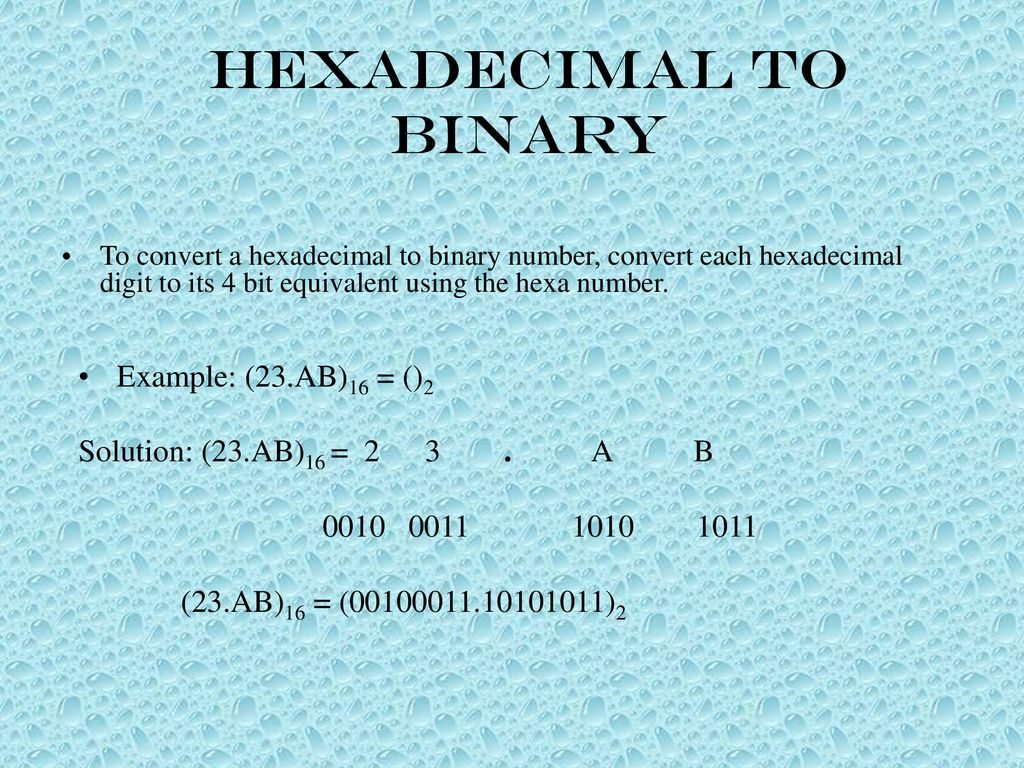 HEXADECIMAL TO
BINARY
• To convert a hexadecimal to binary number, convert each hexadecimal
digit to its 4 bit equivalent using the hexa number.
• Example: (23.AB)16 = ()2
Solution: (23.AB)16 = 2 3 . A B
0010 0011 1010 1011
(23.AB)16 = (00100011.10101011)2